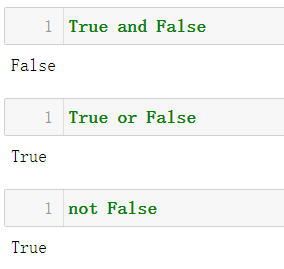 1 True and False
False
1 True or False
True
1 not False
True